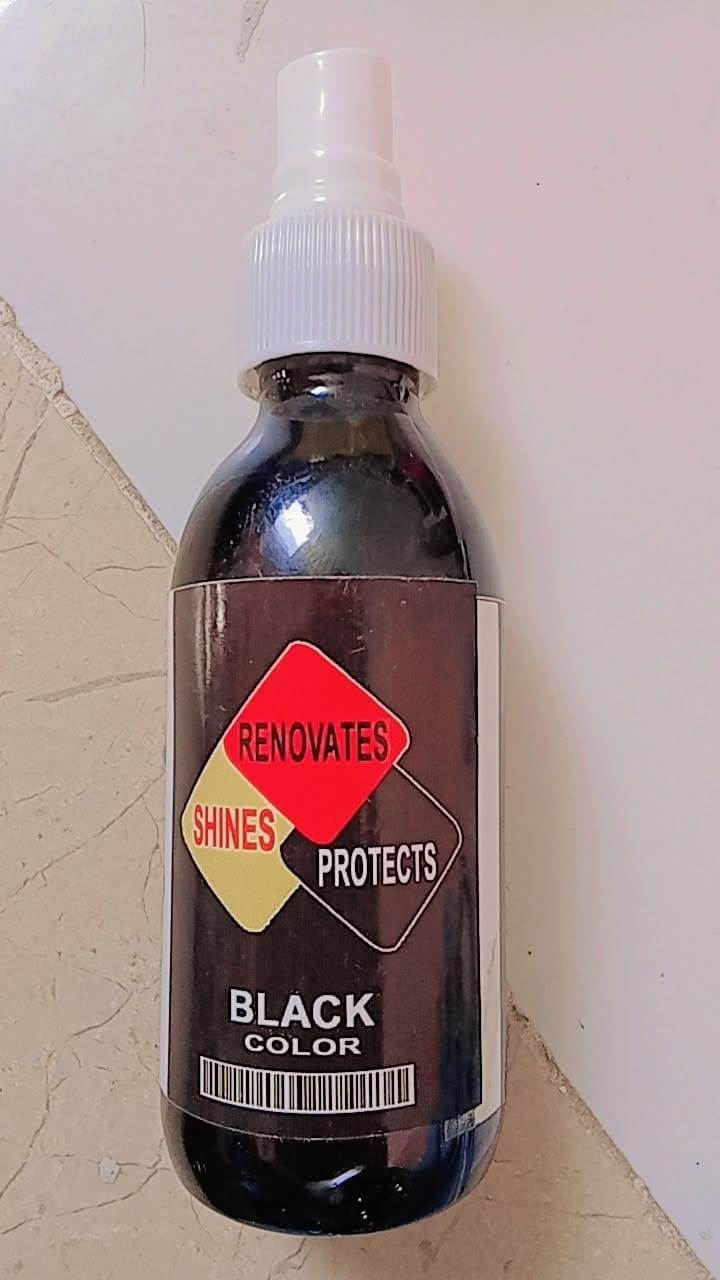 RENOVATES
SHINES
PROTECTS
BLACK
COLOR